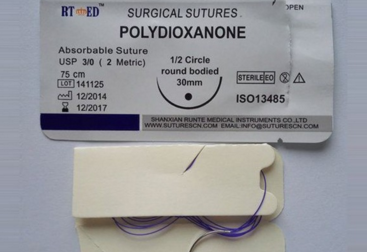 RT MED
SURGICAL SUTURES
OPEN
POLYDIOXANONE
Absorbable Suture
USP 3/0 ( 2 Metric)
75 cm
LOT 141125
12/2014
12/2017
1/2 Circle
round bodied
30mm
STERILE EO
ISO13485
SHANXIAN RUNTE MEDICAL INSTRUMENTS CO.,LTD
WWW.SUTURESCN.COM EMAIL:INFO@SUTURESCN.COM